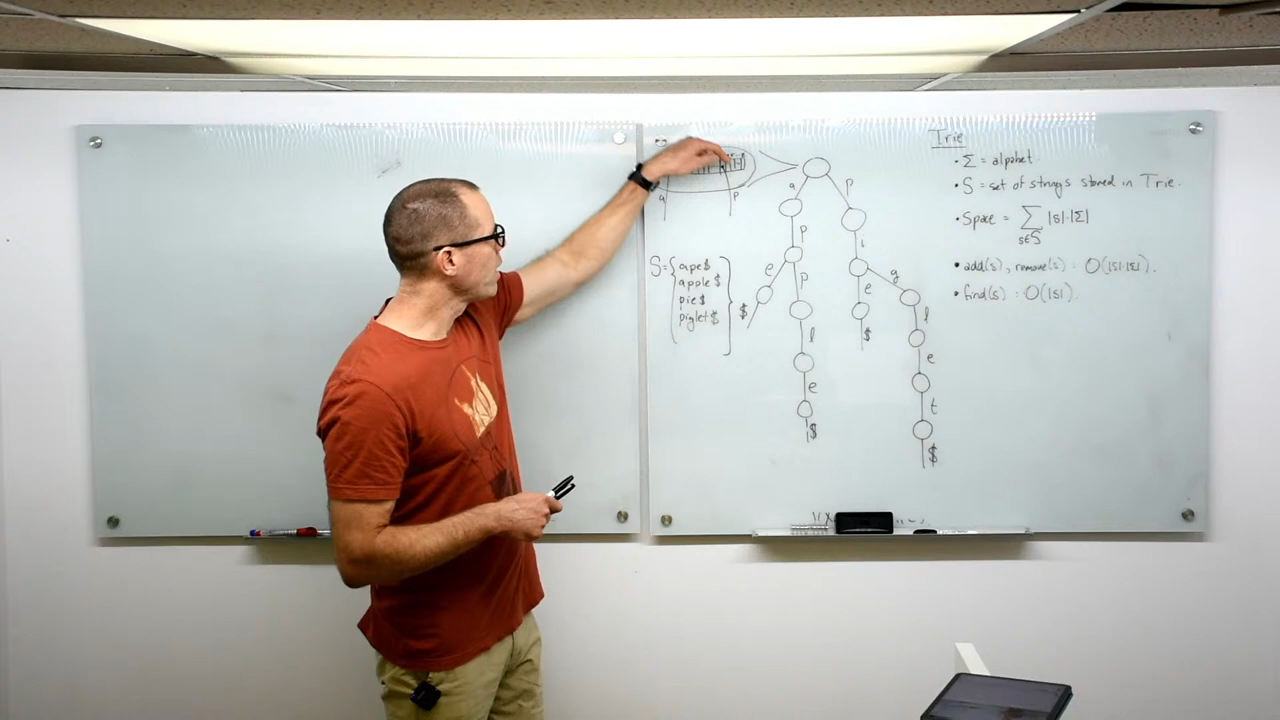 a p
S = { ape$
apple$
pie$
piglet$ }
a p
p i
e p e g
$ l $ l
e e
$ t
$
Trie
• Σ = alphabet.
• S = set of strings stored in Trie.
• Space = Σ |s|·|Σ|
s∈S
• add(s), remove(s) = O(|s|·|Σ|).
• find(s) : O(|s|).